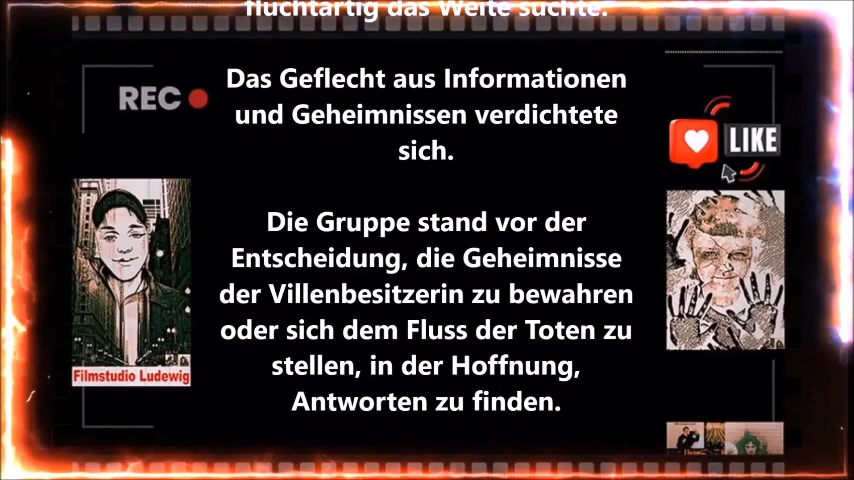 fluchtartig das Weite suchte.
Das Geflecht aus Informationen
und Geheimnissen verdichtete
sich.
Die Gruppe stand vor der
Entscheidung, die Geheimnisse
der Villenbesitzerin zu bewahren
oder sich dem Fluss der Toten zu
stellen, in der Hoffnung,
Antworten zu finden.
REC
Filmstudio Ludewig
LIKE